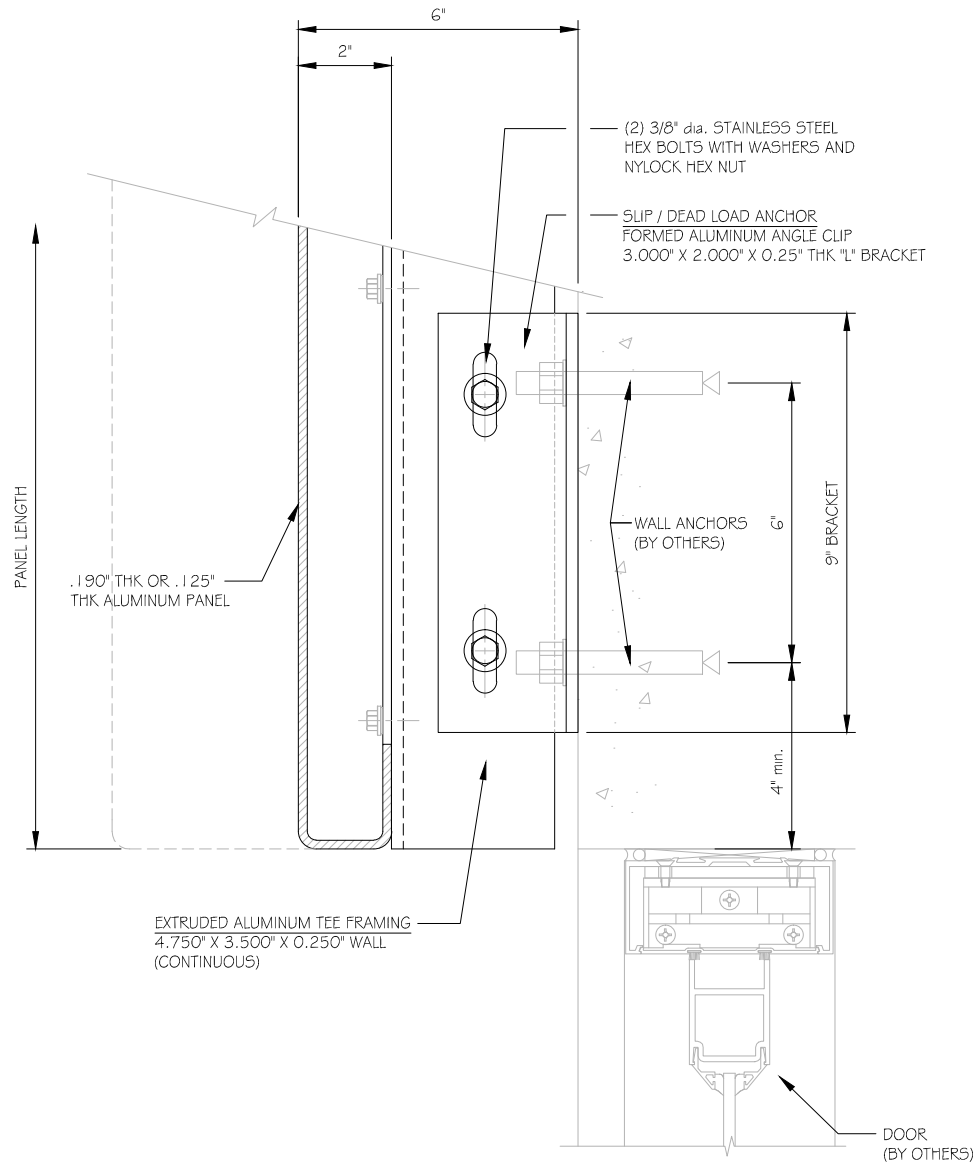 6"
2"
(2) 3/8" dia. STAINLESS STEEL
HEX BOLTS WITH WASHERS AND
NYLOCK HEX NUT
SLIP / DEAD LOAD ANCHOR
FORMED ALUMINUM ANGLE CLIP
3.000" X 2.000" X 0.25" THK "L" BRACKET
PANEL LENGTH
WALL ANCHORS
(BY OTHERS)
6"
9" BRACKET
.190" THK OR .125"
THK ALUMINUM PANEL
4" min.
EXTRUDED ALUMINUM TEE FRAMING
4.750" X 3.500" X 0.250" WALL
(CONTINUOUS)
DOOR
(BY OTHERS)